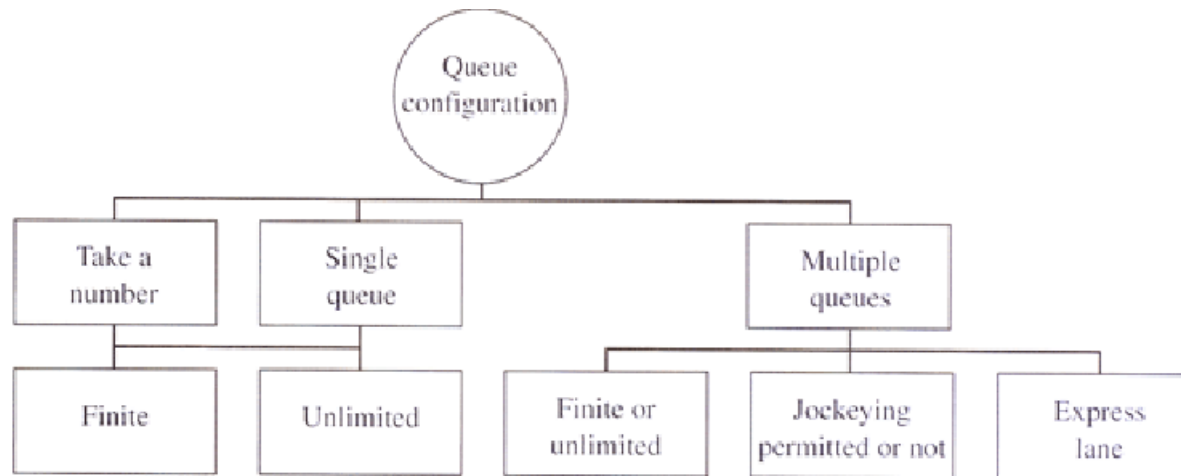 Queue
configuration
Take a
number
Single
queue
Multiple
queues
Finite
Unlimited
Finite or
unlimited
Jockeying
permitted or not
Express
lane